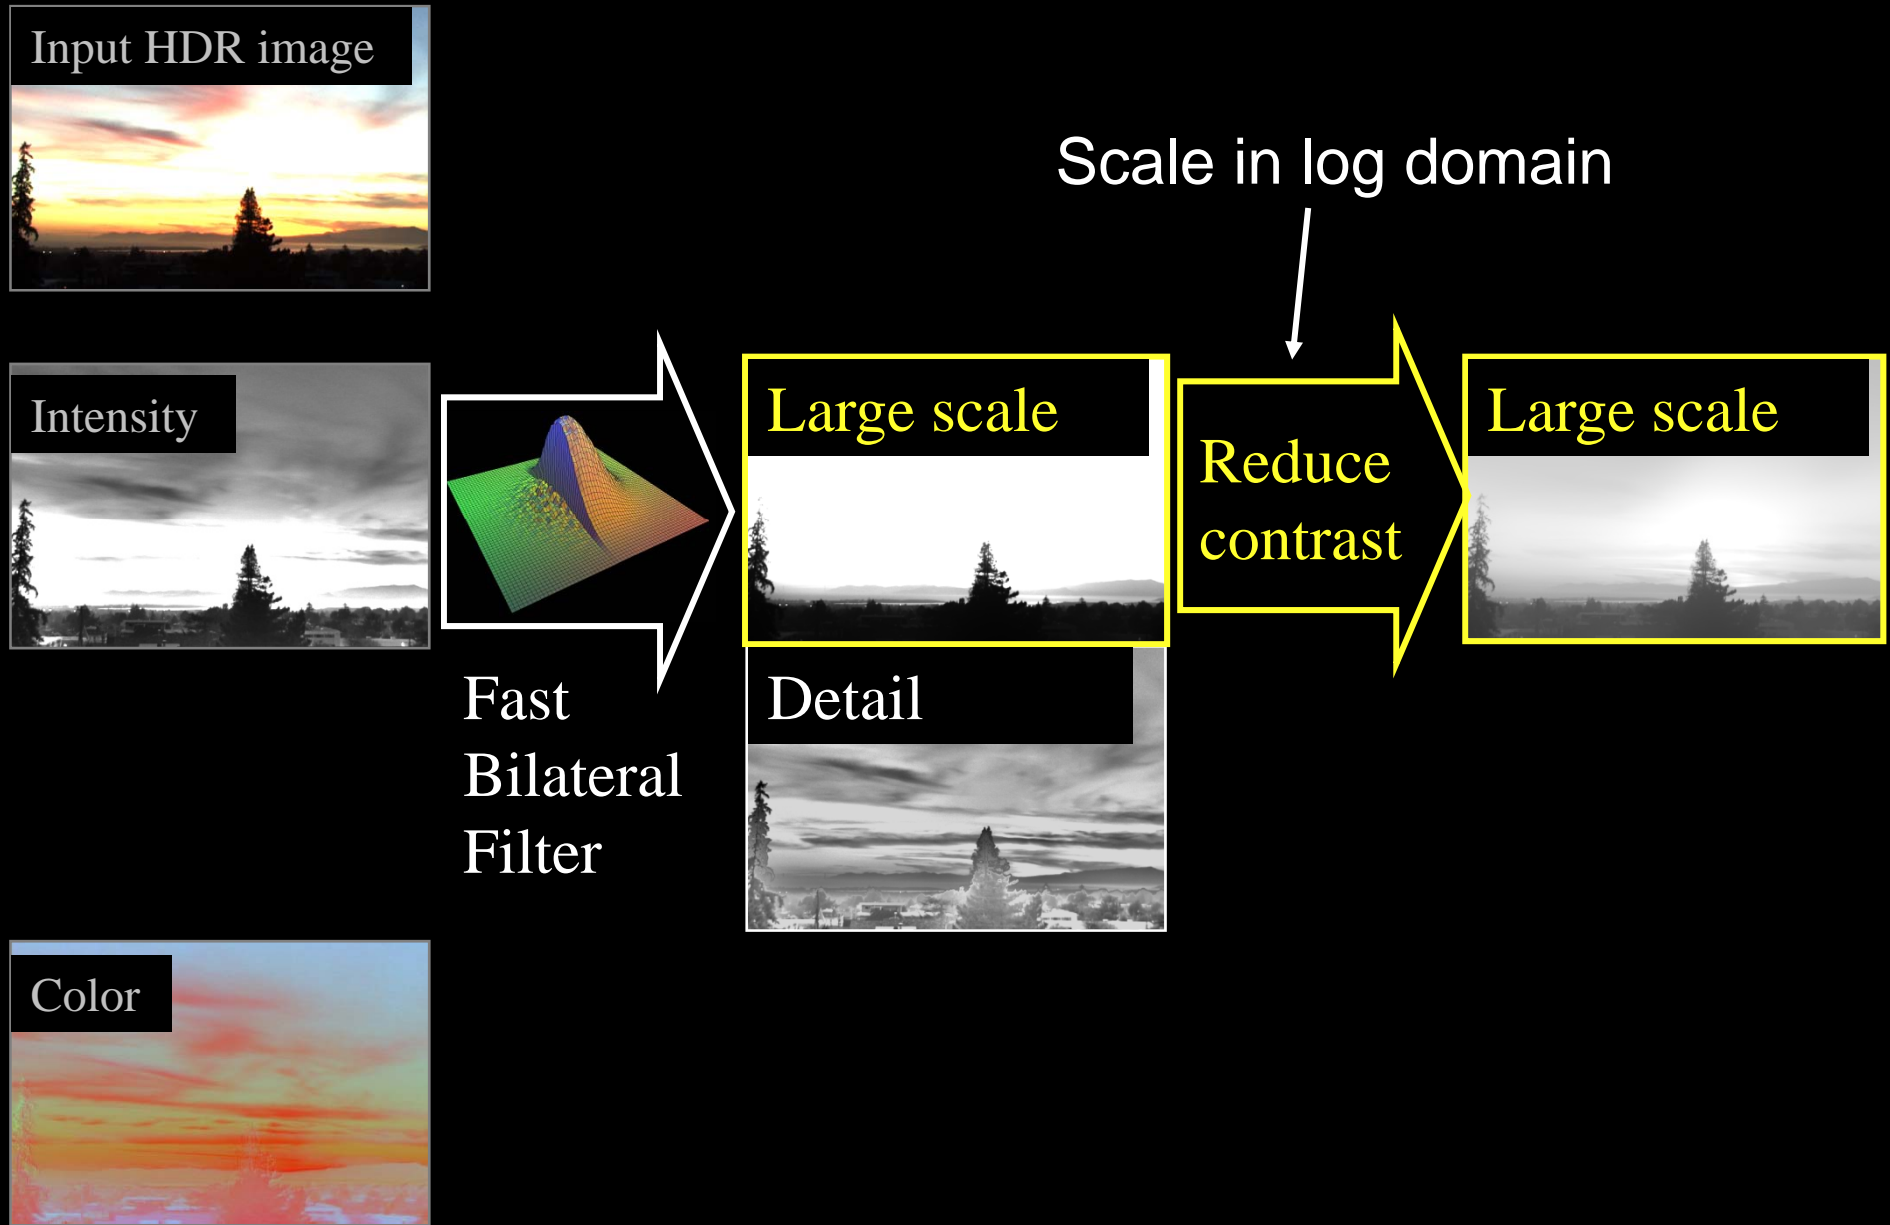 Input HDR image
Scale in log domain
Intensity
Large scale
Reduce
contrast
Large scale
Fast
Bilateral
Filter
Detail
Color